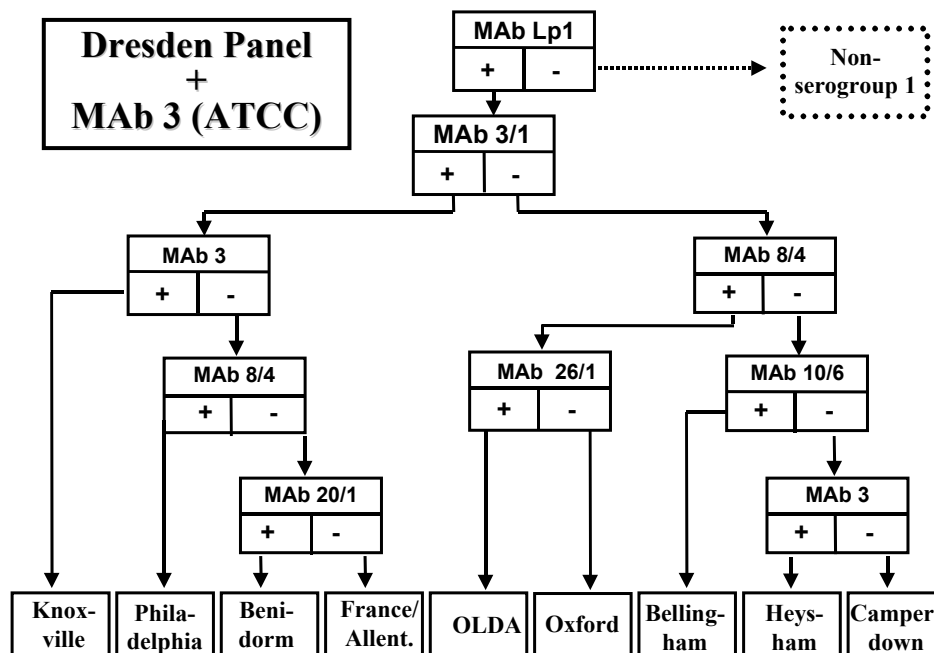 Dresden Panel
+
MAb 3 (ATCC)
MAb Lp1
+ -
Non-
serogroup 1
MAb 3/1
+ -
MAb 3
+ -
MAb 8/4
+ -
MAb 8/4
+ -
MAb 26/1
+ -
MAb 10/6
+ -
MAb 20/1
+ -
MAb 3
+ -
Knox-
ville
Phila-
delphia
Beni-
dorm
France/
Allent.
OLDA
Oxford
Belling-
ham
Heys-
ham
Camper
down